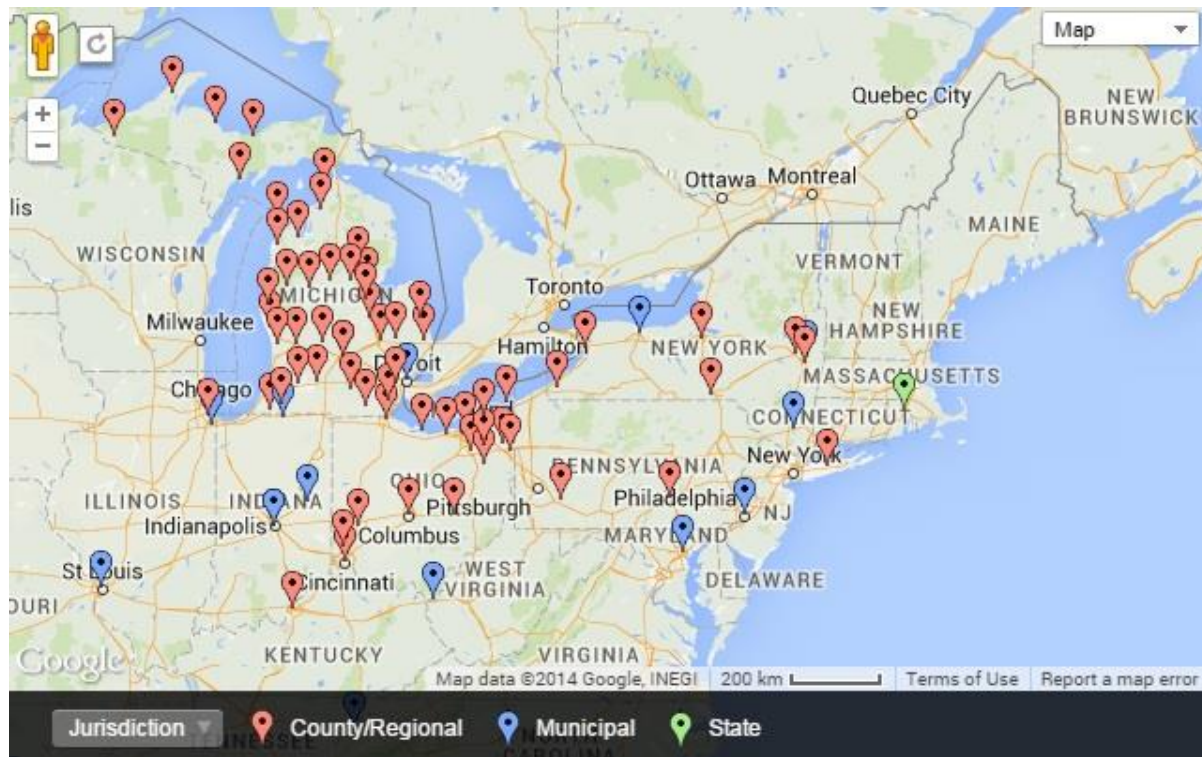 Map
Quebec City
NEW
BRUNSWICK
Ottawa
Montreal
lis
MAINE
WISCONSIN
VERMONT
Toronto
MICHIGAN
NEW
HAMPSHIRE
Milwaukee
Hamilton
NEW YORK
Detroit
MASSACHUSETTS
Chicago
CONNECTICUT
New York
PENNSYLVANIA
OHIO
ILLINOIS
INDIANA
Pittsburgh
Philadelphia
NJ
Indianapolis
Columbus
MARYLAND
St Louis
WEST
VIRGINIA
DELAWARE
Cincinnati
OURI
KENTUCKY
VIRGINIA
Google
Map data ©2014 Google, INEGI
200 km
Terms of Use
Report a map error
Jurisdiction
County/Regional
Municipal
State
TENNESSEE
NORTH
CAROLINA